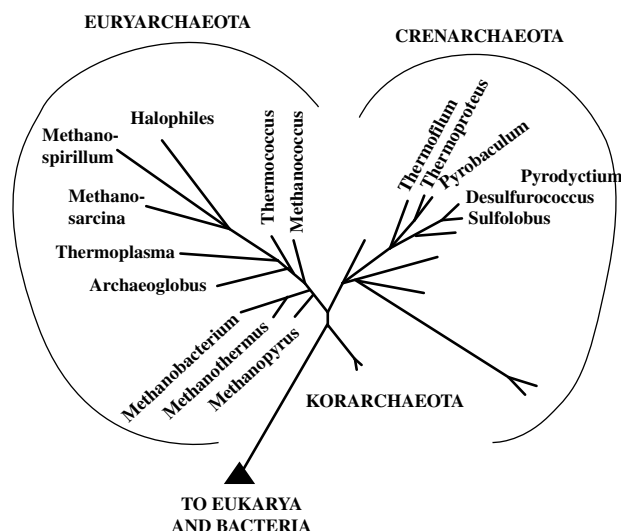 EURYARCHAEOTA
CRENARCHAEOTA
Halophiles
Methano-
spirillum
Methano-
sarcina
Thermoplasma
Archaeoglobus
Methanobacterium
Methanothermus
Methanopyrus
Thermococcus
Methanococcus
Thermofilum
Thermoproteus
Pyrobaculum
Pyrodyctium
Desulfurococcus
Sulfolobus
KORARCHAEOTA
TO EUKARYA
AND BACTERIA